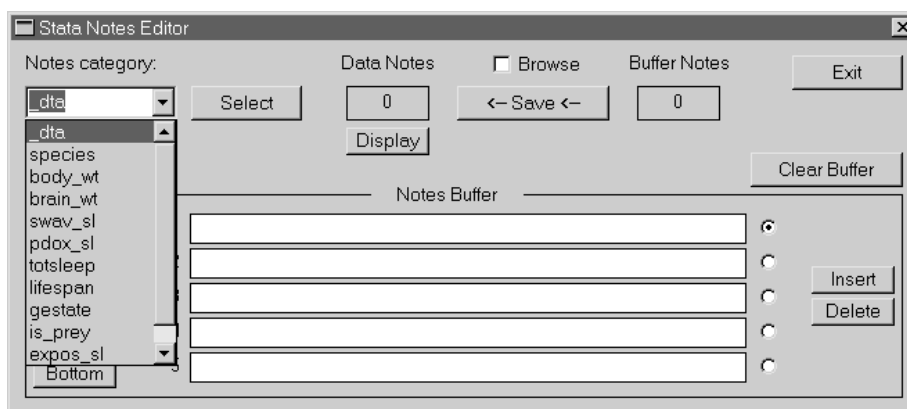 Stata Notes Editor
Notes category: Data Notes Browse Buffer Notes Exit
_dta Select 0 <-- Save <-- 0
_dta Display
species
body_wt Clear Buffer
brain_wt Notes Buffer
swav_sl
pdox_sl
totsleep
lifespan Insert
gestate Delete
is_prey
expos_sl
Bottom 5